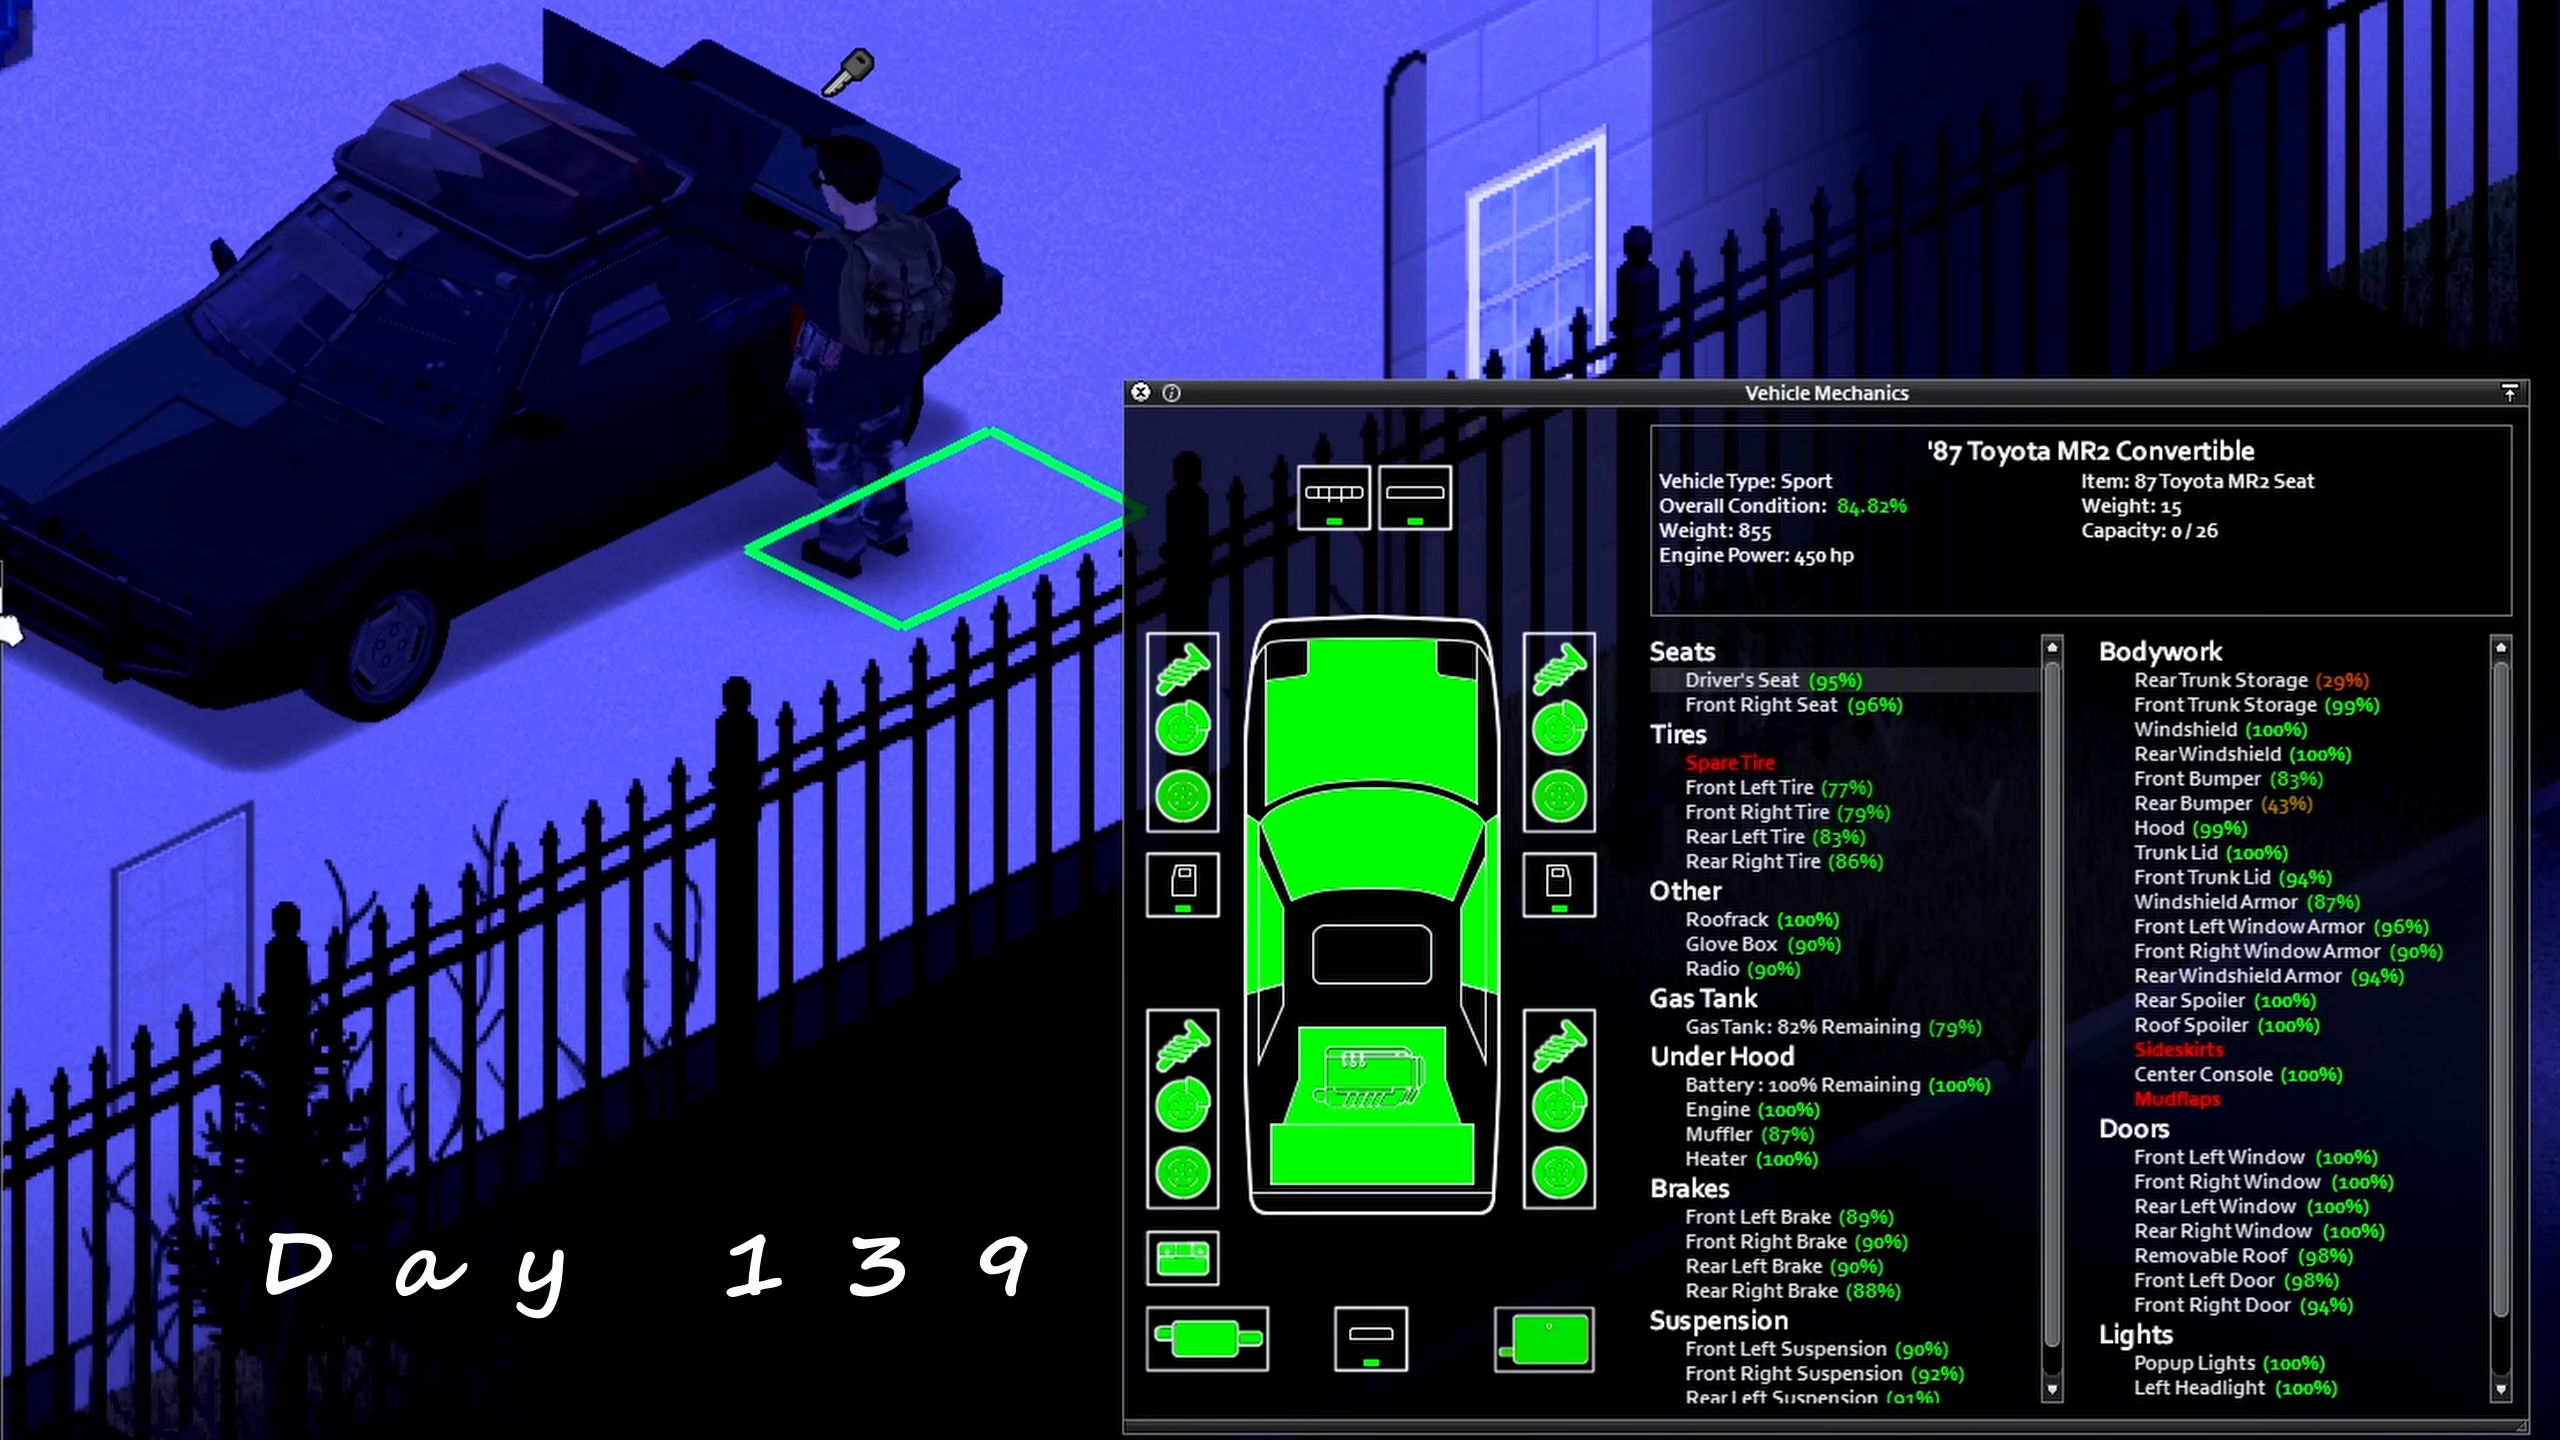 Vehicle Mechanics
'87 Toyota MR2 Convertible
Vehicle Type: Sport
Overall Condition: 84.82%
Weight: 855
Engine Power: 450 hp
Item: 87 Toyota MR2 Seat
Weight: 15
Capacity: 0 / 26
Seats
Driver's Seat (95%)
Front Right Seat (96%)
Tires
Spare Tire
Front Left Tire (77%)
Front Right Tire (79%)
Rear Left Tire (83%)
Rear Right Tire (86%)
Other
Roofrack (100%)
Glove Box (90%)
Radio (90%)
Gas Tank
Gas Tank: 82% Remaining (79%)
Under Hood
Battery : 100% Remaining (100%)
Engine (100%)
Muffler (87%)
Heater (100%)
Brakes
Front Left Brake (89%)
Front Right Brake (90%)
Rear Left Brake (90%)
Rear Right Brake (88%)
Suspension
Front Left Suspension (90%)
Front Right Suspension (92%)
Rear Left Suspension (91%)
Bodywork
Rear Trunk Storage (29%)
Front Trunk Storage (99%)
Windshield (100%)
Rear Windshield (100%)
Front Bumper (83%)
Rear Bumper (43%)
Hood (99%)
Trunk Lid (100%)
Front Trunk Lid (94%)
Windshield Armor (87%)
Front Left Window Armor (96%)
Front Right Window Armor (90%)
Rear Windshield Armor (94%)
Rear Spoiler (100%)
Roof Spoiler (100%)
Sideskirts
Center Console (100%)
Mudflaps
Doors
Front Left Window (100%)
Front Right Window (100%)
Rear Left Window (100%)
Rear Right Window (100%)
Removable Roof (98%)
Front Left Door (98%)
Front Right Door (94%)
Lights
Popup Lights (100%)
Left Headlight (100%)
Day 139